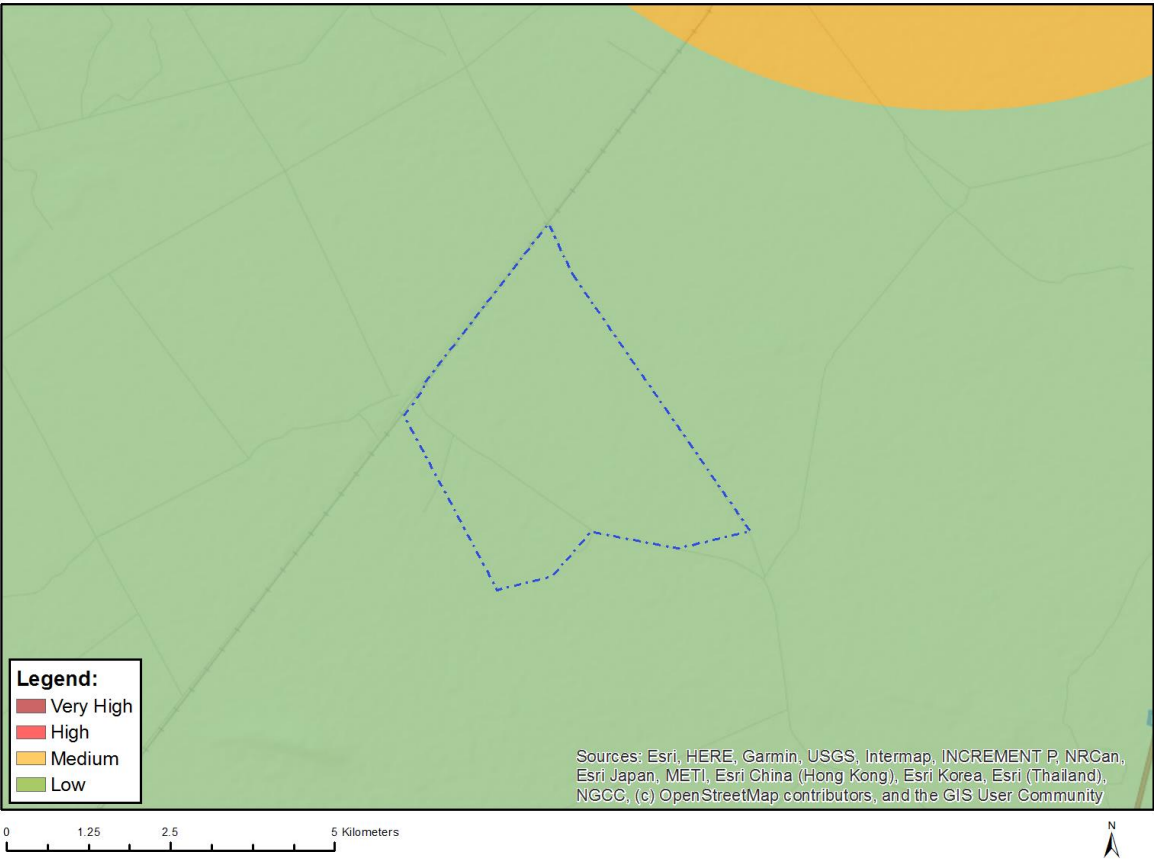 Legend:
Very High
High
Medium
Low
Sources: Esri, HERE, Garmin, USGS, Intermap, INCREMENT P, NRCan,
Esri Japan, METI, Esri China (Hong Kong), Esri Korea, Esri (Thailand),
NGCC, (c) OpenStreetMap contributors, and the GIS User Community
0 1.25 2.5 5 Kilometers
N